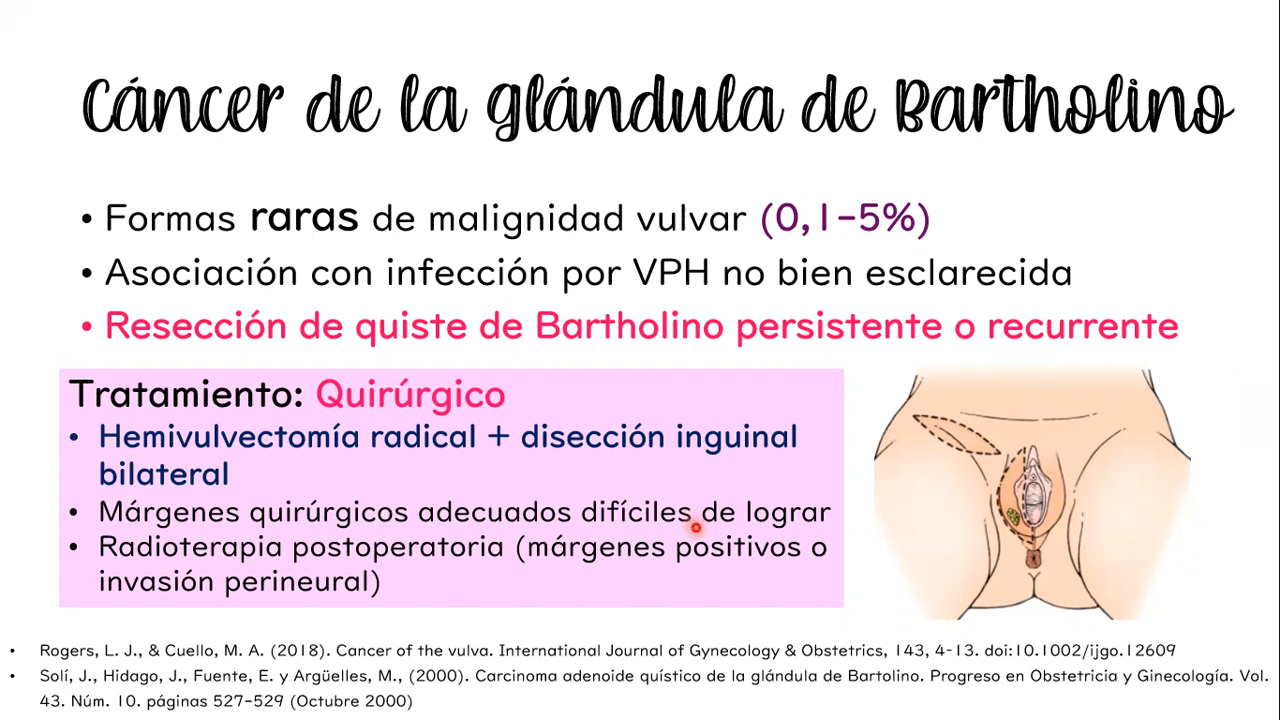 Cáncer de la glándula de Bartholino
• Formas raras de malignidad vulvar (0,1-5%)
• Asociación con infección por VPH no bien esclarecida
• Resección de quiste de Bartholino persistente o recurrente
Tratamiento: Quirúrgico
• Hemivulvectomía radical + disección inguinal
bilateral
• Márgenes quirúrgicos adecuados difíciles de lograr
• Radioterapia postoperatoria (márgenes positivos o
invasión perineural)
• Rogers, L. J., & Cuello, M. A. (2018). Cancer of the vulva. International Journal of Gynecology & Obstetrics, 143, 4-13. doi:10.1002/ijgo.12609
• Solí, J., Hidago, J., Fuente, E. y Argüelles, M., (2000). Carcinoma adenoide quístico de la glándula de Bartolino. Progreso en Obstetricia y Ginecología. Vol.
43. Núm. 10. páginas 527-529 (Octubre 2000)